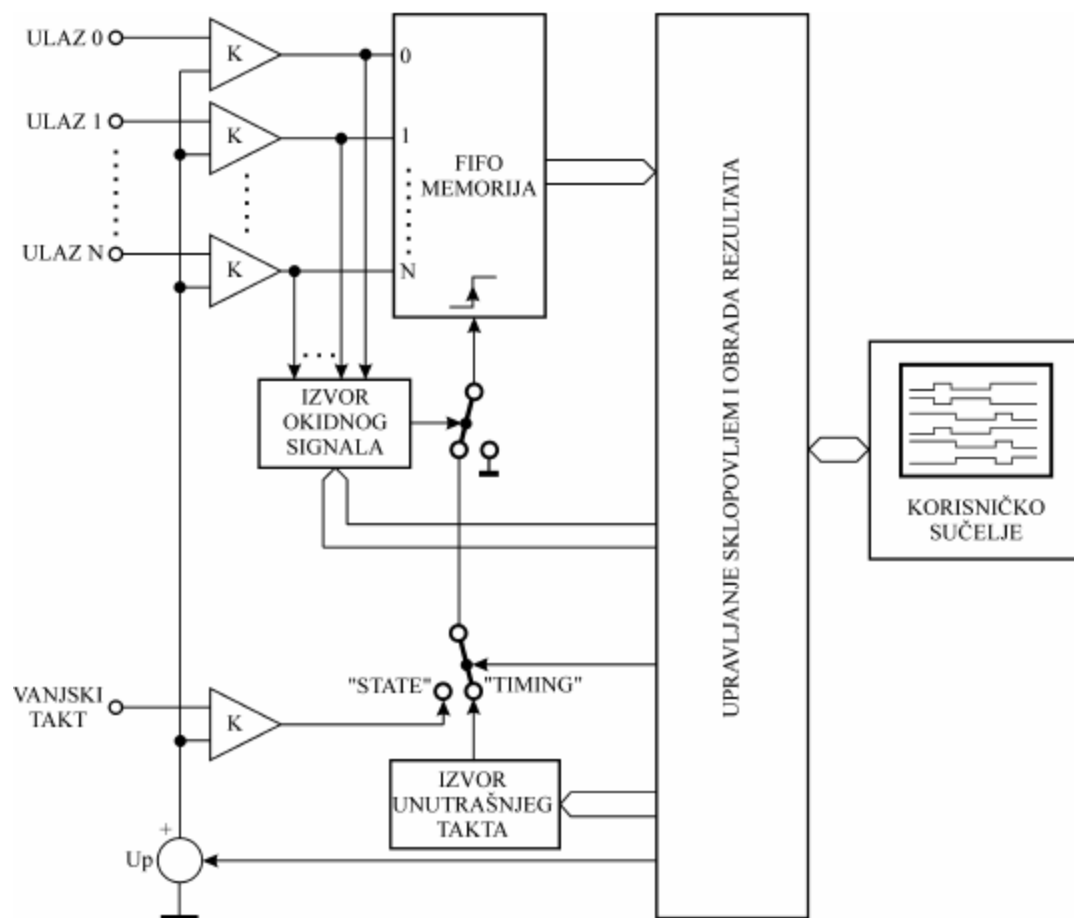 ULAZ 0
K
0
ULAZ 1
K
1
FIFO
MEMORIJA
ULAZ N
K
N
IZVOR
OKIDNOG
SIGNALA
UPRAVLJANJE SKLOPOVLJEM I OBRADA REZULTATA
KORISNIČKO
SUČELJE
"STATE"
"TIMING"
VANJSKI
TAKT
K
IZVOR
UNUTRAŠNJEG
TAKTA
+
Up